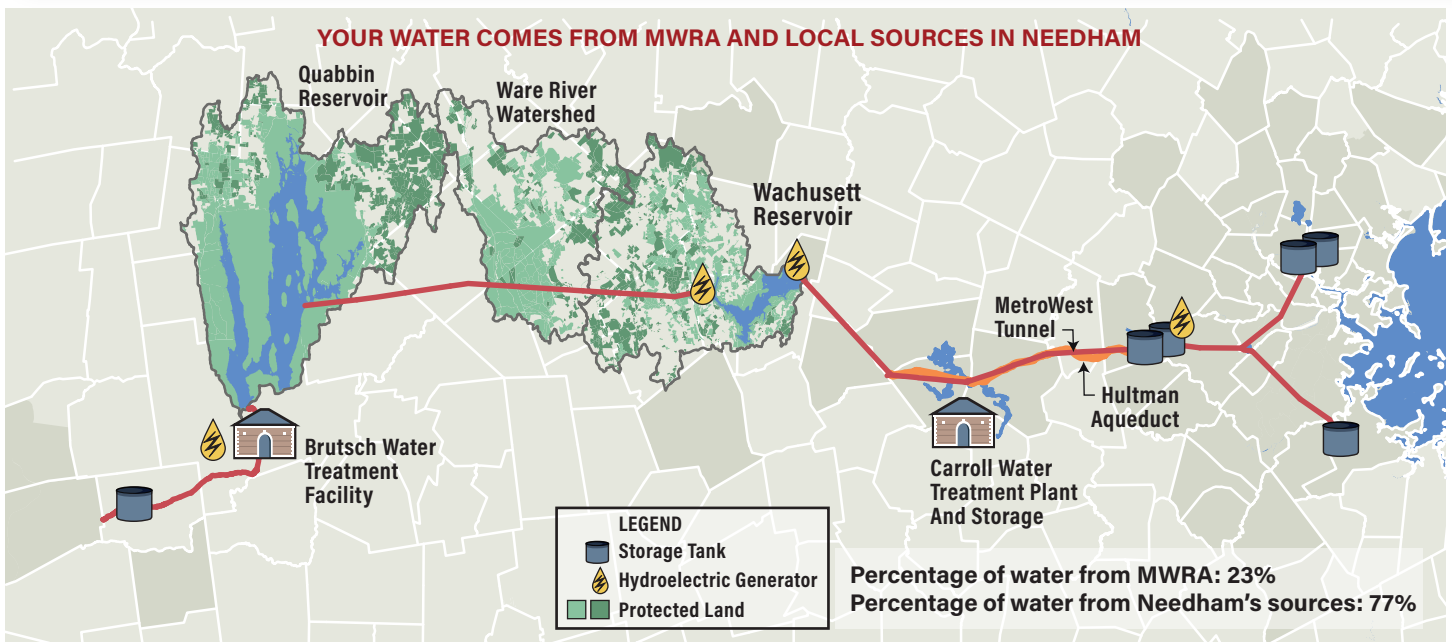 YOUR WATER COMES FROM MWRA AND LOCAL SOURCES IN NEEDHAM
Quabbin
Reservoir
Ware River
Watershed
Wachusett
Reservoir
MetroWest
Tunnel
Hultman
Aqueduct
Brutsch Water
Treatment
Facility
Carroll Water
Treatment Plant
And Storage
LEGEND
Storage Tank
Hydroelectric Generator
Protected Land
Percentage of water from MWRA: 23%
Percentage of water from Needham's sources: 77%